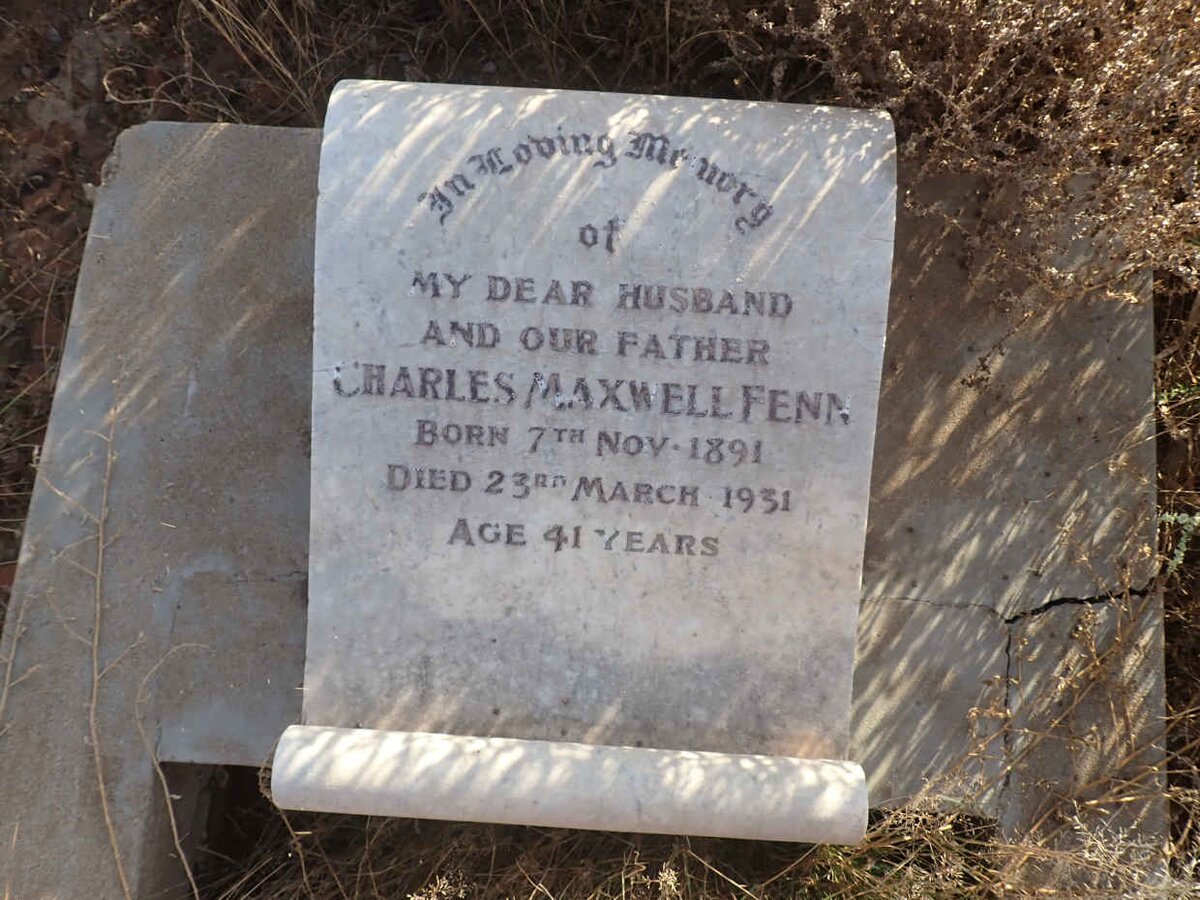 In Loving Memory
of
MY DEAR HUSBAND
AND OUR FATHER
CHARLES MAXWELL FENN
BORN 7TH NOV. 1891
DIED 23RD MARCH 1931
AGE 41 YEARS